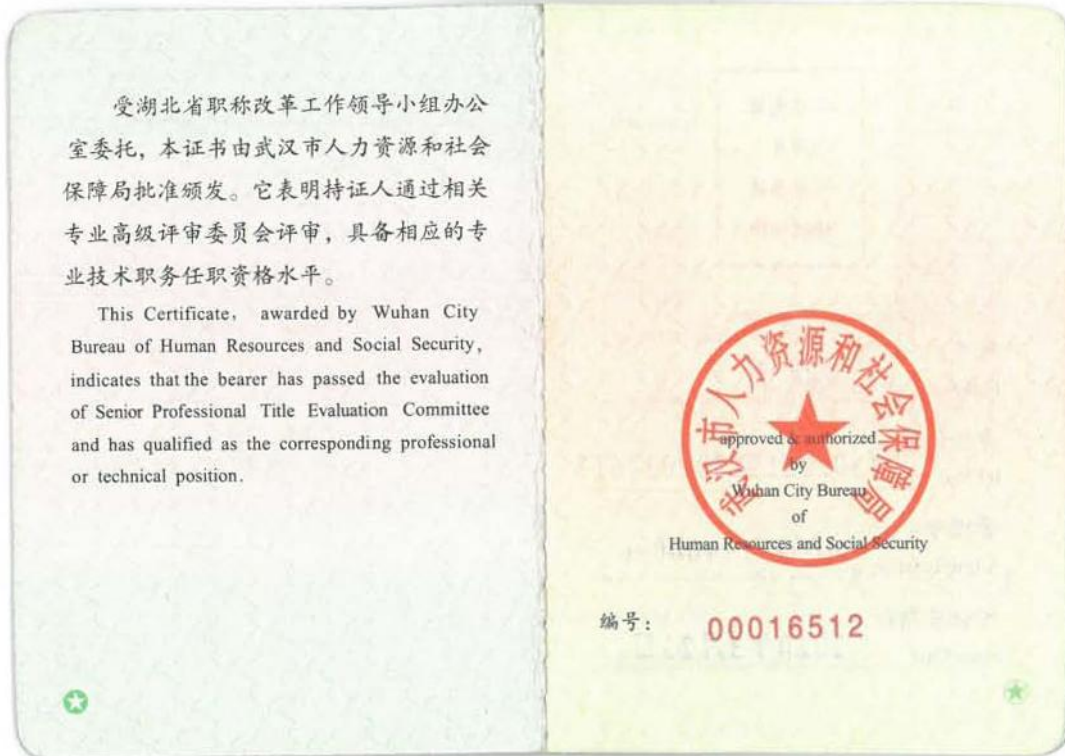 受湖北省职称改革工作领导小组办公
室委托，本证书由武汉市人力资源和社会
保障局批准颁发。它表明持证人通过相关
专业高级评审委员会评审，具备相应的专
业技术职务任职资格水平。
This Certificate, awarded by Wuhan City
Bureau of Human Resources and Social Security,
indicates that the bearer has passed the evaluation
of Senior Professional Title Evaluation Committee
and has qualified as the corresponding professional
or technical position.
武汉市人力资源和社会保障局
approved & authorized
by
Wuhan City Bureau
of
Human Resources and Social Security
编号： 00016512